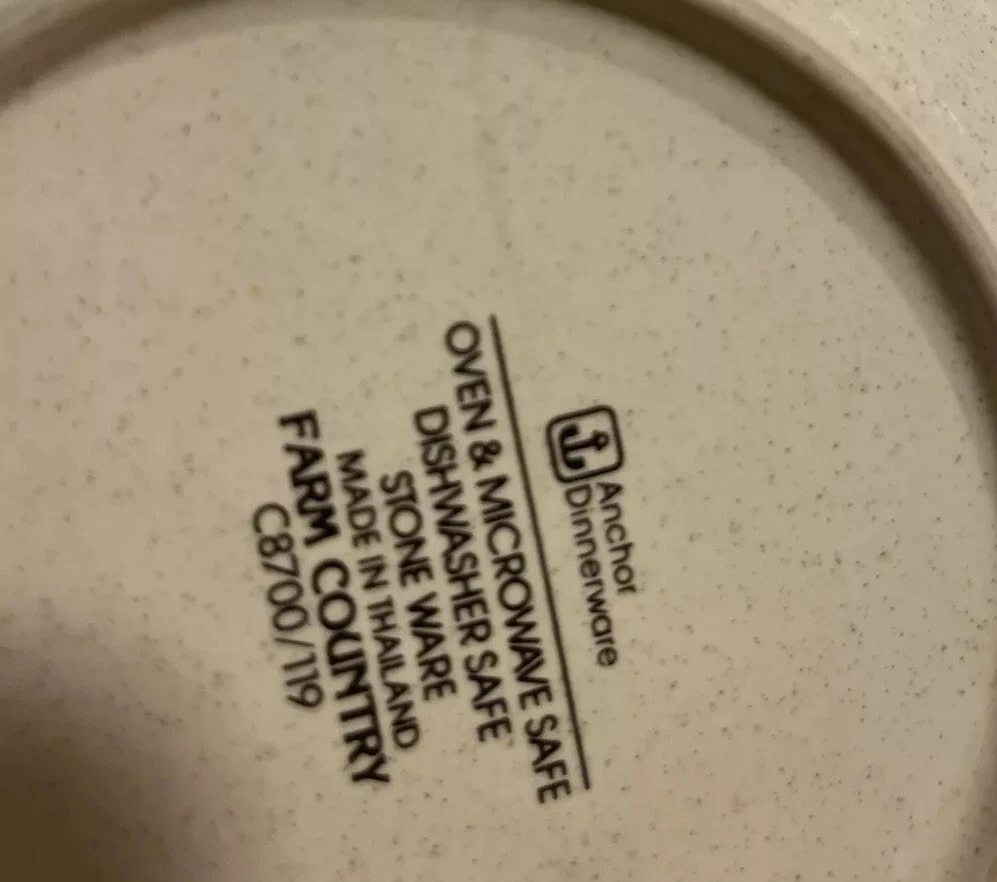 Anchor
Dinnerware
OVEN & MICROWAVE SAFE
DISHWASHER SAFE
STONE WARE
MADE IN THAILAND
FARM COUNTRY
C8700/119